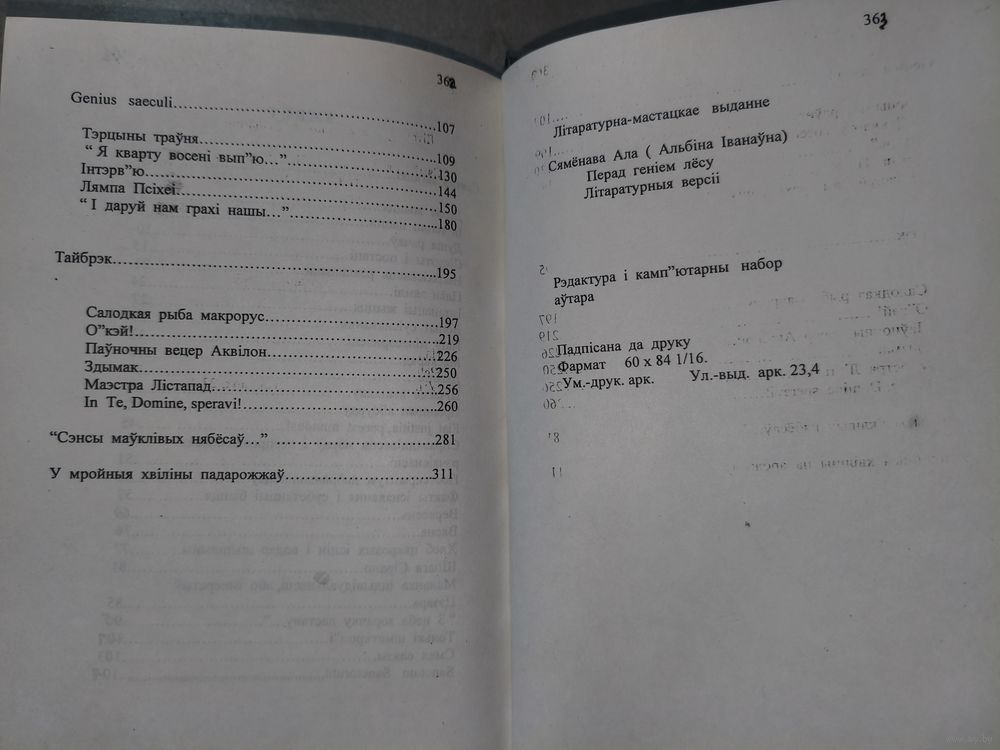 362
Genius saeculi...........................................107
Тэрцыны траўня...........................................109
“ Я кварту восені вып”ю...”..............................130
Інтэрв”ю.................................................144
Лямпа Псіхеі.............................................150
“ І даруй нам грахі нашы...”.............................180
Тайбрэк..................................................195
Салодкая рыба макрорус...................................197
О”кэй!...................................................219
Паўночны вецер Аквілон...................................226
Здымак...................................................250
Маэстра Лістапад.........................................256
In Te, Domine, speravi!..................................260
“Сэнсы маўклівых нябёсаў...” ............................281
У мройныя хвіліны падарожжаў.............................311
363
Літаратурна-мастацкае выданне
Сямёнава Ала ( Альбіна Іванаўна)
Перад геніем лёсу
Літаратурныя версіі
Рэдактура і камп”ютарны набор
аўтара
Падпісана да друку
Фармат 60 х 84 1/16.
Ум.-друк. арк. Ул.-выд. арк. 23,4